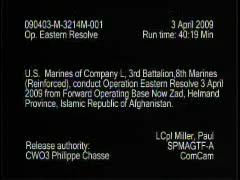 090403-M-3214M-001 3 April 2009
Op. Eastern Resolve Run time: 40:19 Min
U.S. Marines of Company L, 3rd Battalion,8th Marines
(Reinforced), conduct Operation Eastern Resolve 3 April
2009 from Forward Operating Base Now Zad, Helmand
Province, Islamic Republic of Afghanistan.
LCpl Miller, Paul
Release authority: SPMAGTF-A
CWO3 Philippe Chasse ComCam